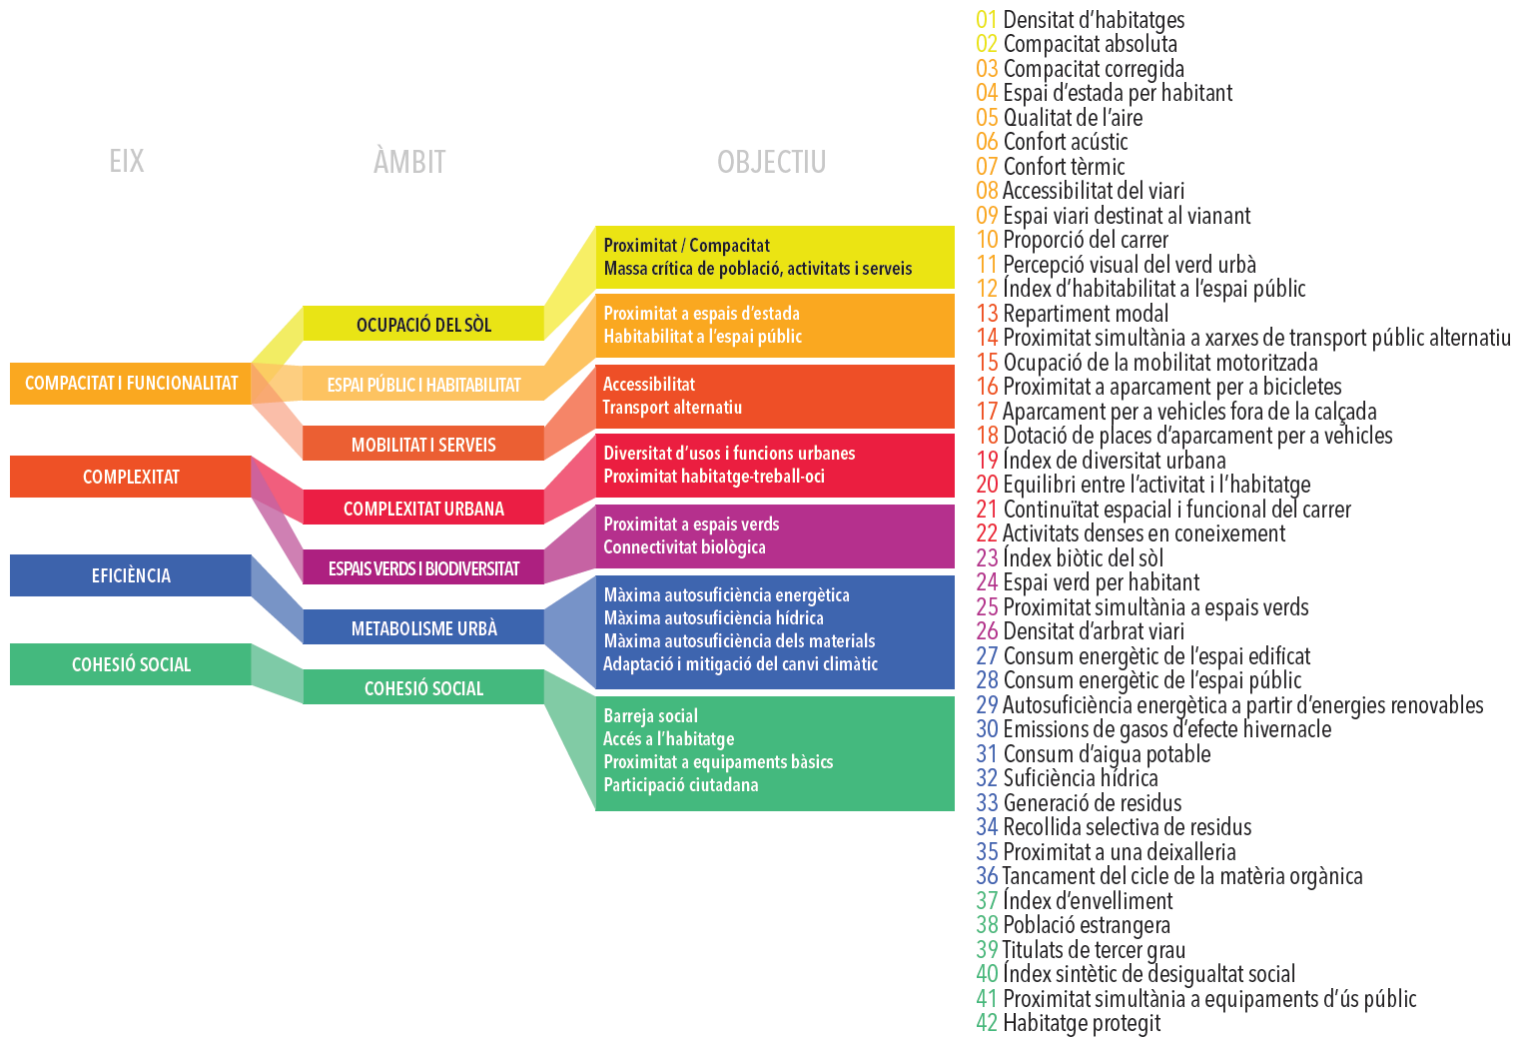 EIX
ÀMBIT
OBJECTIU
COMPACITAT I FUNCIONALITAT
COMPLEXITAT
EFICIÈNCIA
COHESIÓ SOCIAL
OCUPACIÓ DEL SÒL
ESPAI PÚBLIC I HABITABILITAT
MOBILITAT I SERVEIS
COMPLEXITAT URBANA
ESPAIS VERDS I BIODIVERSITAT
METABOLISME URBÀ
COHESIÓ SOCIAL
Proximitat / Compacitat
Massa crítica de població, activitats i serveis
Proximitat a espais d'estada
Habitabilitat a l'espai públic
Accessibilitat
Transport alternatiu
Diversitat d'usos i funcions urbanes
Proximitat habitatge-treball-oci
Proximitat a espais verds
Connectivitat biològica
Màxima autosuficiència energètica
Màxima autosuficiència hídrica
Màxima autosuficiència dels materials
Adaptació i mitigació del canvi climàtic
Barreja social
Accés a l'habitatge
Proximitat a equipaments bàsics
Participació ciutadana
01 Densitat d'habitatges
02 Compacitat absoluta
03 Compacitat corregida
04 Espai d'estada per habitant
05 Qualitat de l'aire
06 Confort acústic
07 Confort tèrmic
08 Accessibilitat del viari
09 Espai viari destinat al vianant
10 Proporció del carrer
11 Percepció visual del verd urbà
12 Índex d'habitabilitat a l'espai públic
13 Repartiment modal
14 Proximitat simultània a xarxes de transport públic alternatiu
15 Ocupació de la mobilitat motoritzada
16 Proximitat a aparcament per a bicicletes
17 Aparcament per a vehicles fora de la calçada
18 Dotació de places d'aparcament per a vehicles
19 Índex de diversitat urbana
20 Equilibri entre l'activitat i l'habitatge
21 Continuïtat espacial i funcional del carrer
22 Activitats denses en coneixement
23 Índex biòtic del sòl
24 Espai verd per habitant
25 Proximitat simultània a espais verds
26 Densitat d'arbrat viari
27 Consum energètic de l'espai edificat
28 Consum energètic de l'espai públic
29 Autosuficiència energètica a partir d'energies renovables
30 Emissions de gasos d'efecte hivernacle
31 Consum d'aigua potable
32 Suficiència hídrica
33 Generació de residus
34 Recollida selectiva de residus
35 Proximitat a una deixalleria
36 Tancament del cicle de la matèria orgànica
37 Índex d'envelliment
38 Població estrangera
39 Titulats de tercer grau
40 Índex sintètic de desigualtat social
41 Proximitat simultània a equipaments d'ús públic
42 Habitatge protegit